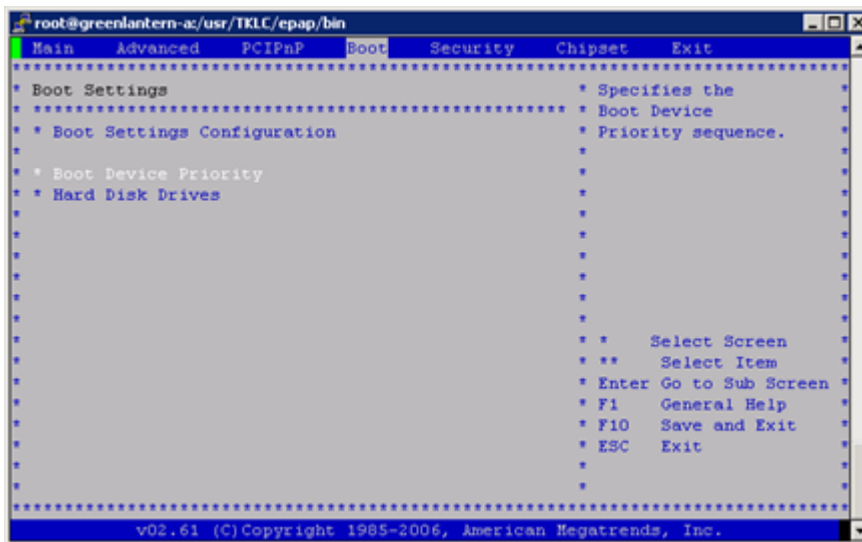 root@greenlantern-a:/usr/TKLC/epap/bin
Main Advanced PCIPnP Boot Security Chipset Exit
********************************************************************************
* Boot Settings * Specifies the *
* *************************************************** * Boot Device *
* * Boot Settings Configuration * Priority sequence. *
* * *
* * Boot Device Priority * *
* * Hard Disk Drives * *
* * *
* * *
* * *
* * *
* * *
* * *
* * * Select Screen *
* * ** Select Item *
* * Enter Go to Sub Screen *
* * F1 General Help *
* * F10 Save and Exit *
* * ESC Exit *
* * *
* * *
********************************************************************************
v02.61 (C)Copyright 1985-2006, American Megatrends, Inc.